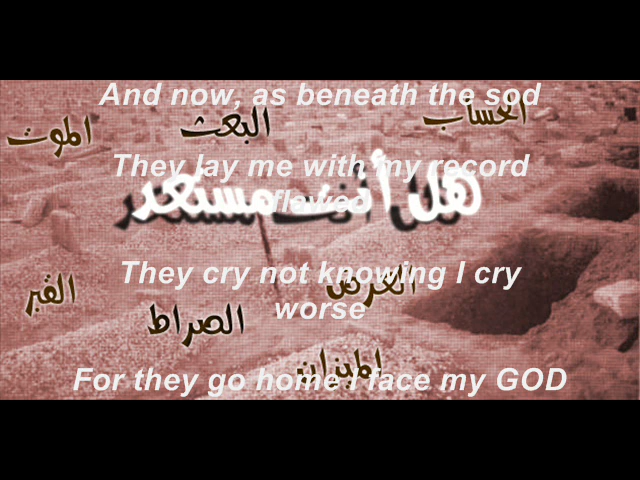 And now, as beneath the sod
الحساب
البعث
الموت
They lay me with my record
flawed
هل أنت مستعد
They cry not knowing I cry
worse
العرض
القبر
الصراط
الميزان
For they go home I face my GOD